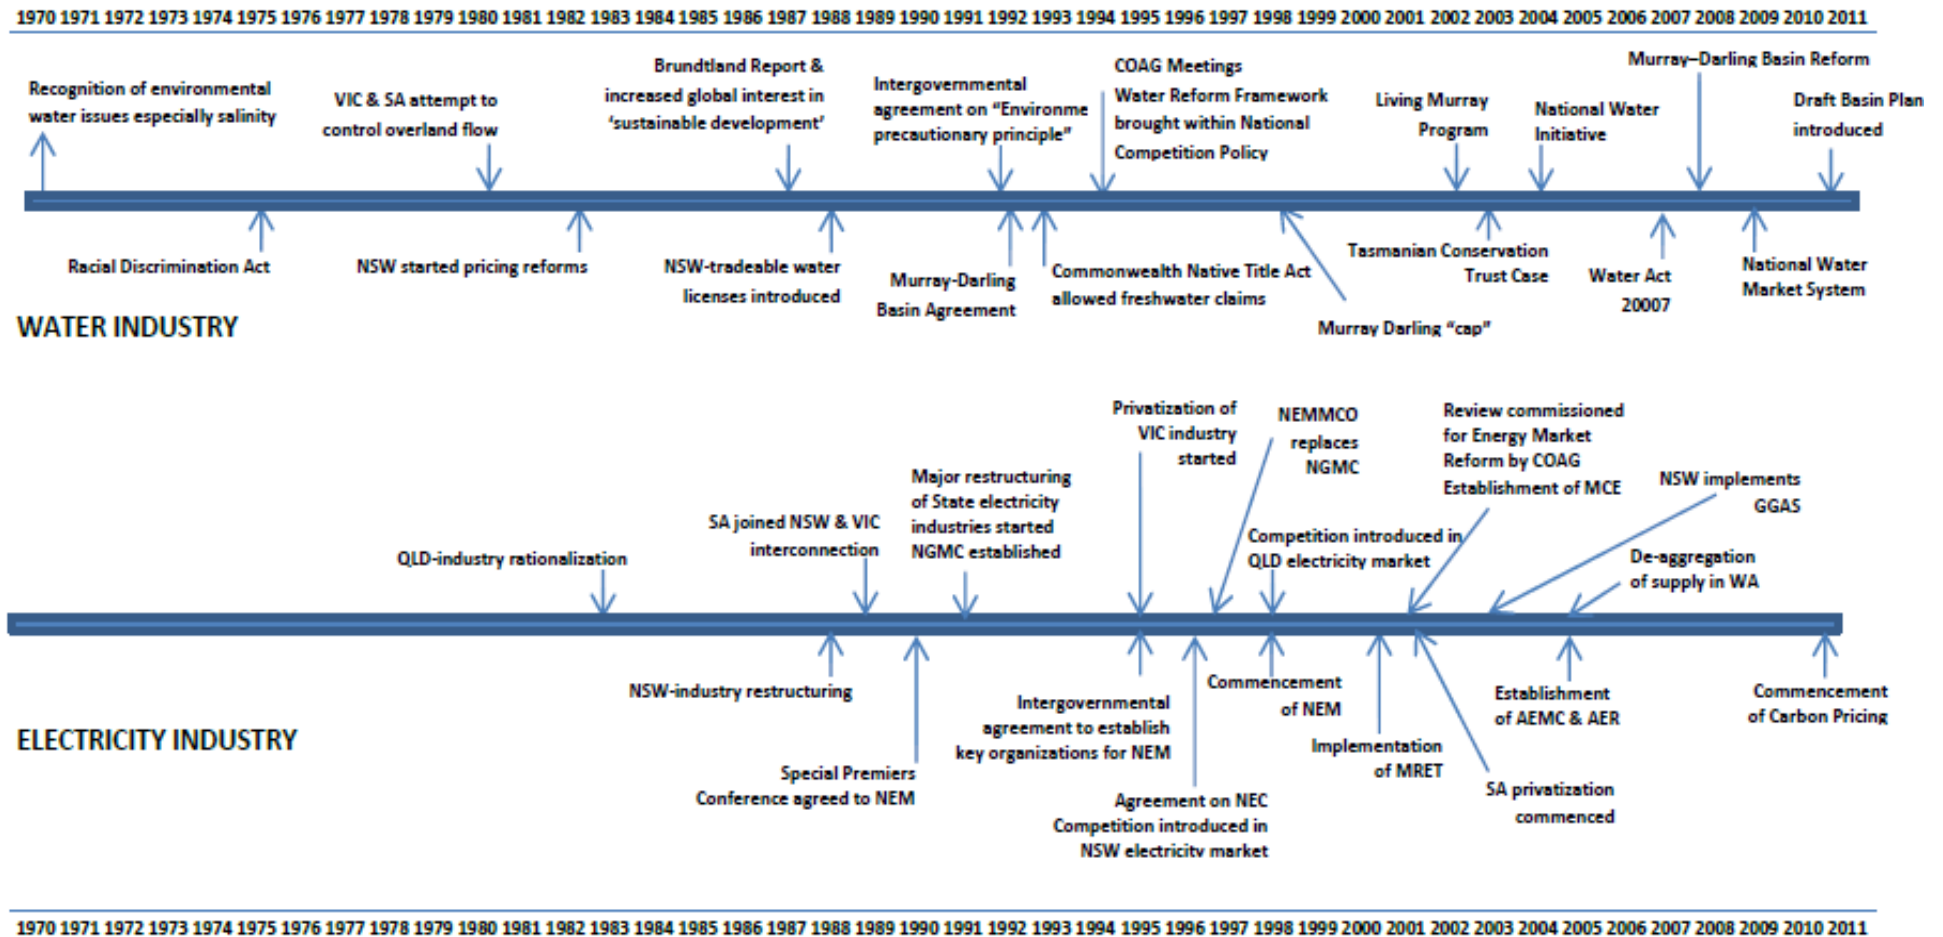 1970 1971 1972 1973 1974 1975 1976 1977 1978 1979 1980 1981 1982 1983 1984 1985 1986 1987 1988 1989 1990 1991 1992 1993 1994 1995 1996 1997 1998 1999 2000 2001 2002 2003 2004 2005 2006 2007 2008 2009 2010 2011
Recognition of environmental
water issues especially salinity
VIC & SA attempt to
control overland flow
Brundtland Report &
increased global interest in
‘sustainable development’
Intergovernmental
agreement on “Environme
precautionary principle”
COAG Meetings
Water Reform Framework
brought within National
Competition Policy
Living Murray
Program
National Water
Initiative
Murray–Darling Basin Reform
Draft Basin Plan
introduced
Racial Discrimination Act
NSW started pricing reforms
NSW-tradeable water
licenses introduced
Murray-Darling
Basin Agreement
Commonwealth Native Title Act
allowed freshwater claims
Murray Darling “cap”
Tasmanian Conservation
Trust Case
Water Act
20007
National Water
Market System
WATER INDUSTRY
QLD-industry rationalization
SA joined NSW & VIC
interconnection
Major restructuring
of State electricity
industries started
NGMC established
Privatization of
VIC industry
started
NEMMCO
replaces
NGMC
Competition introduced in
QLD electricity market
Review commissioned
for Energy Market
Reform by COAG
Establishment of MCE
NSW implements
GGAS
De-aggregation
of supply in WA
NSW-industry restructuring
Special Premiers
Conference agreed to NEM
Intergovernmental
agreement to establish
key organizations for NEM
Agreement on NEC
Competition introduced in
NSW electricity market
Commencement
of NEM
Implementation
of MRET
SA privatization
commenced
Establishment
of AEMC & AER
Commencement
of Carbon Pricing
ELECTRICITY INDUSTRY
1970 1971 1972 1973 1974 1975 1976 1977 1978 1979 1980 1981 1982 1983 1984 1985 1986 1987 1988 1989 1990 1991 1992 1993 1994 1995 1996 1997 1998 1999 2000 2001 2002 2003 2004 2005 2006 2007 2008 2009 2010 2011